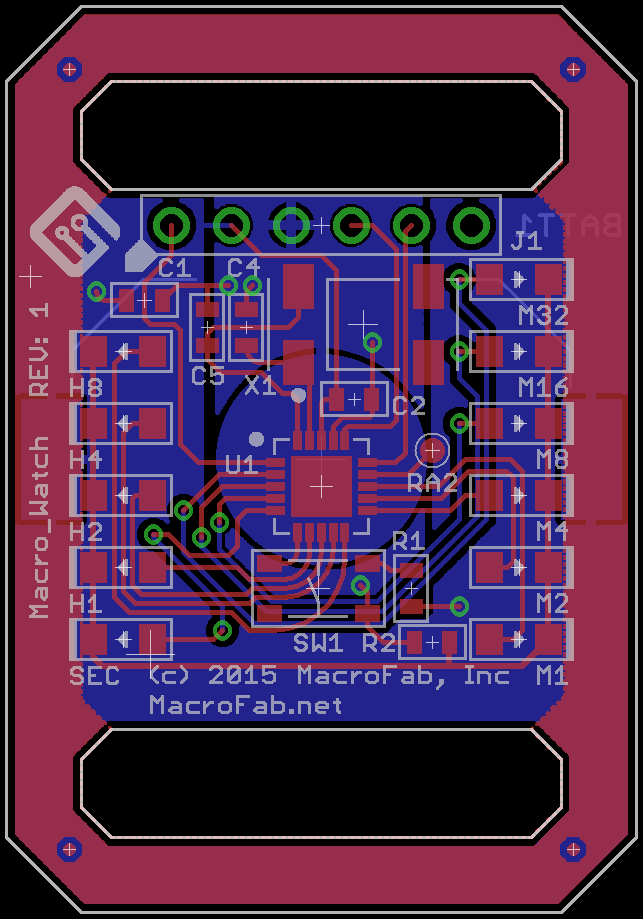 BATT1
J1
C1
C4
M32
REV: 1
C5
X1
H8
M16
C2
H4
M8
U1
RA2
Macro_Watch
H2
M4
R1
H1
M2
SW1
R2
SEC
(c) 2015 MacroFab, Inc
M1
MacroFab.net